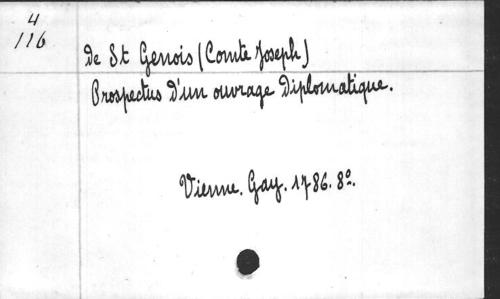 4
116
De St Genois (Comte Joseph)
Prospectus d'un ouvrage Diplomatique.
Vienne. Gay. 1786. 8º.